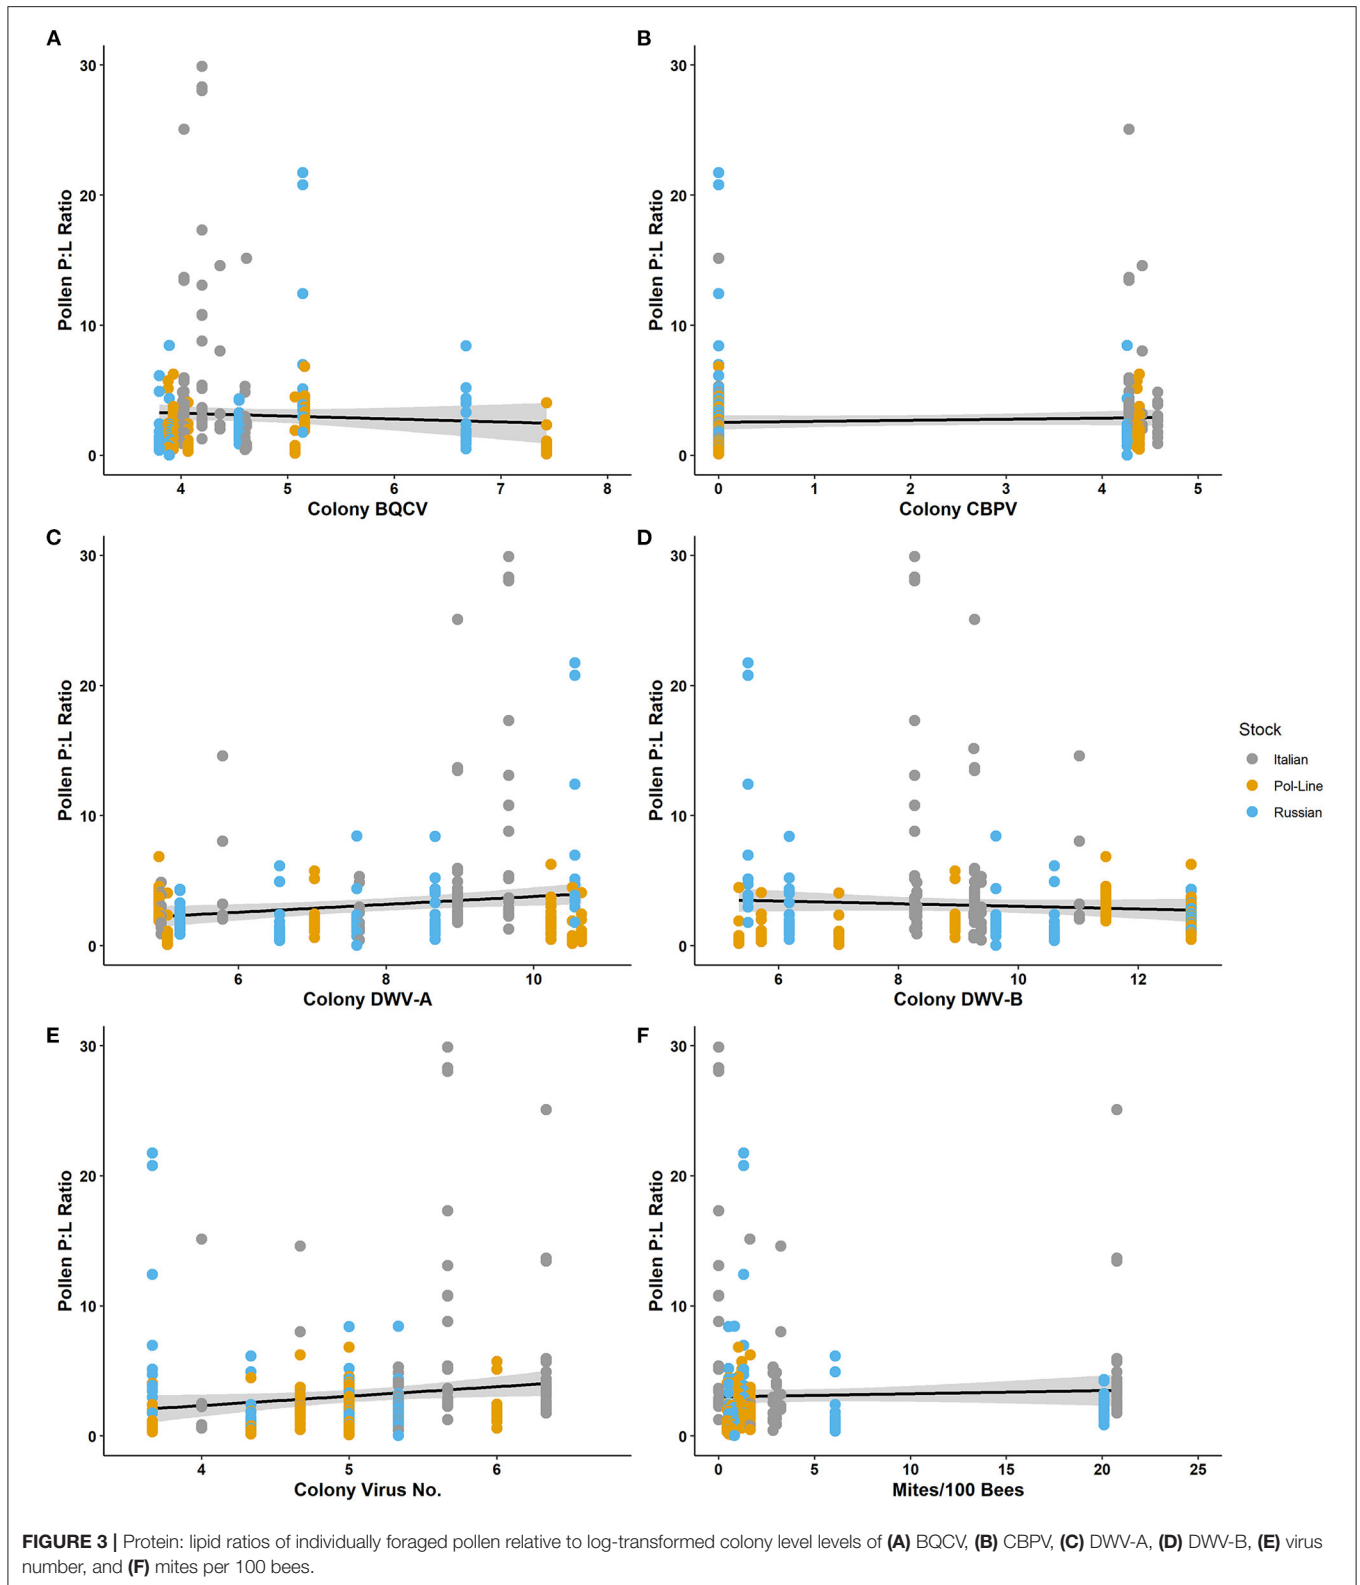 A
30
20
10
0
Pollen P:L Ratio
4 5 6 7 8
Colony BQCV
B
30
20
10
0
Pollen P:L Ratio
0 1 2 3 4 5
Colony CBPV
C
30
20
10
0
Pollen P:L Ratio
6 8 10
Colony DWV-A
D
30
20
10
0
Pollen P:L Ratio
6 8 10 12
Colony DWV-B
Stock
Italian
Pol-Line
Russian
E
30
20
10
0
Pollen P:L Ratio
4 5 6
Colony Virus No.
F
30
20
10
0
Pollen P:L Ratio
0 5 10 15 20 25
Mites/100 Bees
FIGURE 3 | Protein: lipid ratios of individually foraged pollen relative to log-transformed colony level levels of (A) BQCV, (B) CBPV, (C) DWV-A, (D) DWV-B, (E) virus
number, and (F) mites per 100 bees.